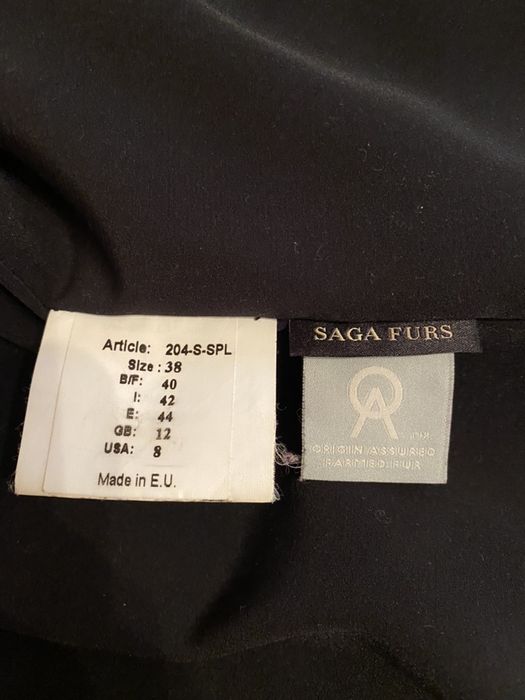 Article: 204-S-SPL
Size : 38
B/F: 40
I: 42
E: 44
GB: 12
USA: 8
Made in E.U.
SAGA FURS
OA
ORIGIN ASSURED
FARMED FUR